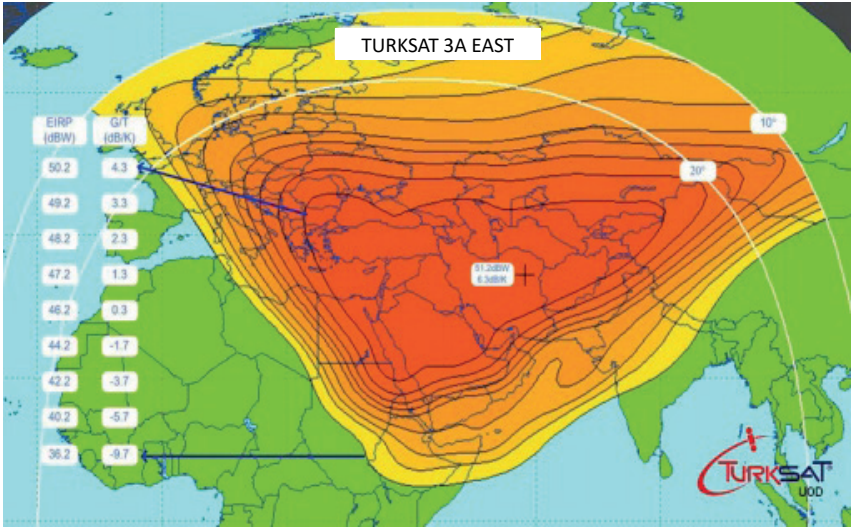 TURKSAT 3A EAST
EIRP (dBW) G/T (dB/K)
50.2 4.3
49.2 3.3
48.2 2.3
47.2 1.3
46.2 0.3
44.2 -1.7
42.2 -3.7
40.2 -5.7
36.2 -9.7
10°
20°
51.2dBW
6.3dB/K
TURKSAT®
UOD